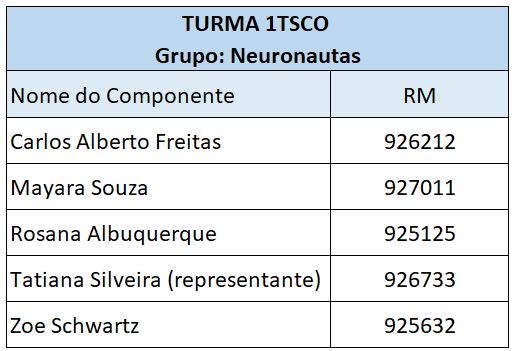 TURMA 1TSCO
Grupo: Neuronautas
Nome do Componente RM
Carlos Alberto Freitas 926212
Mayara Souza 927011
Rosana Albuquerque 925125
Tatiana Silveira (representante) 926733
Zoe Schwartz 925632